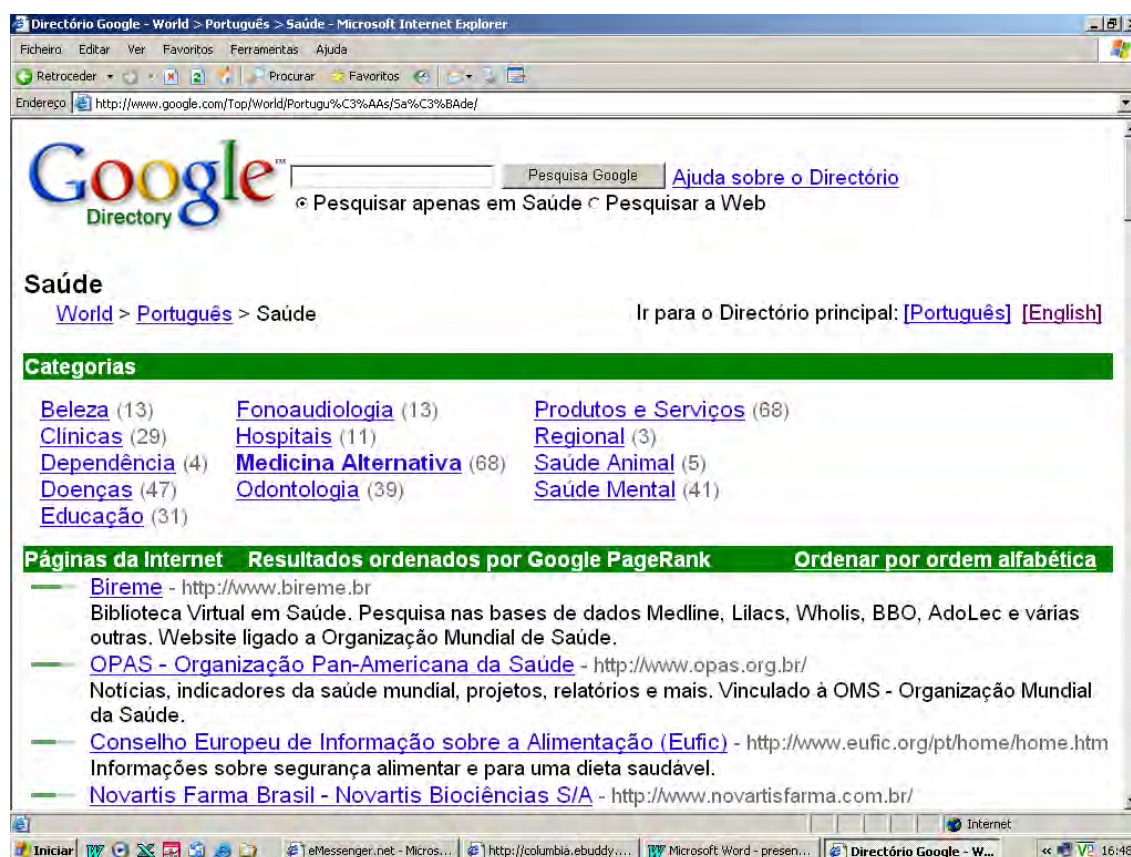 Directório Google - World > Português > Saúde - Microsoft Internet Explorer
Ficheiro Editar Ver Favoritos Ferramentas Ajuda
Retroceder Procurar Favoritos
Endereço http://www.google.com/Top/World/Portugu%C3%AAs/Sa%C3%BAde/
Google™ Pesquisa Google Ajuda sobre o Directório
Directory Pesquisar apenas em Saúde Pesquisar a Web
Saúde
World > Português > Saúde Ir para o Directório principal: [Português] [English]
Categorias
Beleza (13) Fonoaudiologia (13) Produtos e Serviços (68)
Clínicas (29) Hospitais (11) Regional (3)
Dependência (4) Medicina Alternativa (68) Saúde Animal (5)
Doenças (47) Odontologia (39) Saúde Mental (41)
Educação (31)
Páginas da Internet Resultados ordenados por Google PageRank Ordenar por ordem alfabética
Bireme - http://www.bireme.br
Biblioteca Virtual em Saúde. Pesquisa nas bases de dados Medline, Lilacs, Wholis, BBO, AdoLec e várias
outras. Website ligado a Organização Mundial de Saúde.
OPAS - Organização Pan-Americana da Saúde - http://www.opas.org.br/
Notícias, indicadores da saúde mundial, projetos, relatórios e mais. Vinculado à OMS - Organização Mundial
da Saúde.
Conselho Europeu de Informação sobre a Alimentação (Eufic) - http://www.eufic.org/pt/home/home.htm
Informações sobre segurança alimentar e para uma dieta saudável.
Novartis Farma Brasil - Novartis Biociências S/A - http://www.novartisfarma.com.br/
Internet
Iniciar eMessenger.net - Micros... http://columbia.ebuddy.... Microsoft Word - presen... Directório Google - W... « 16:48